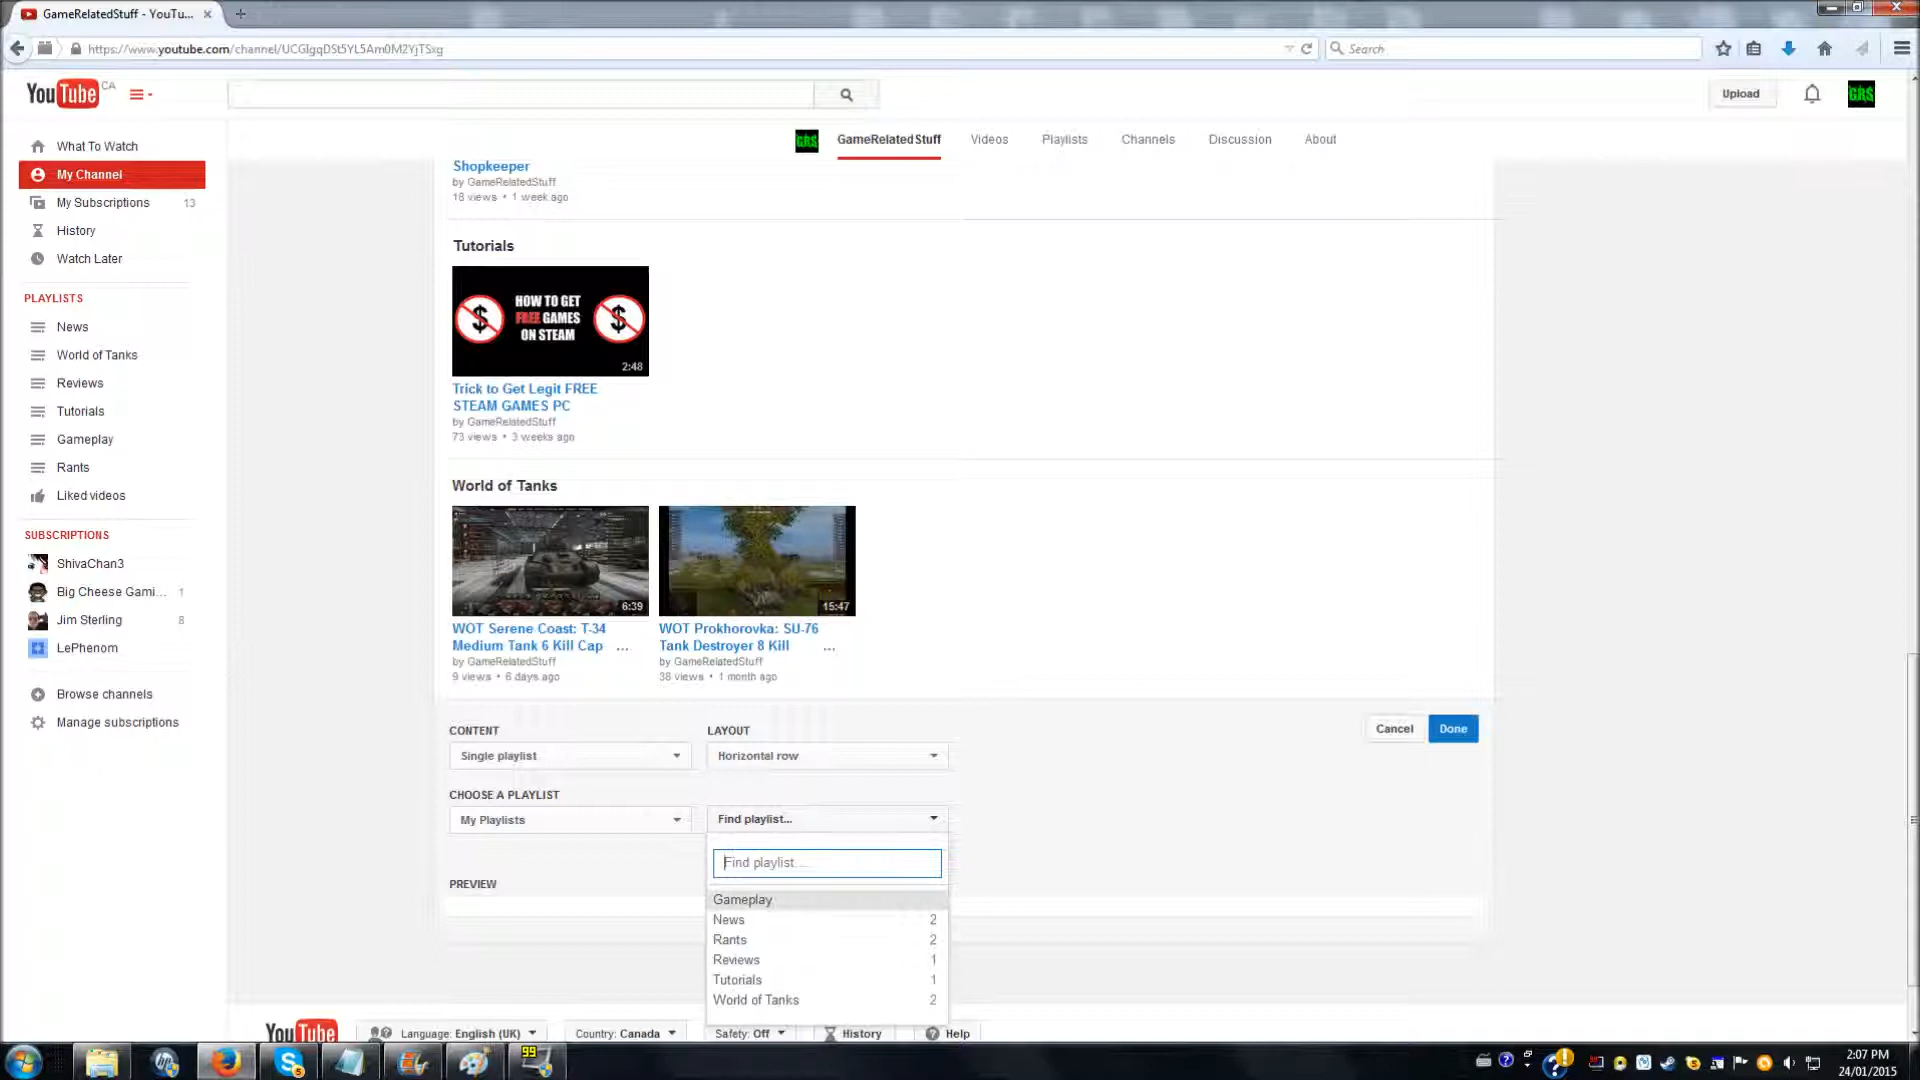 GameRelatedStuff - YouTu...
https://www.youtube.com/channel/UCGlgqDSt5YL5Am0M2YjTSxg
Search
YouTube CA
Upload
GRS
GRS
GameRelatedStuff
Videos
Playlists
Channels
Discussion
About
What To Watch
My Channel
My Subscriptions 13
History
Watch Later
PLAYLISTS
News
World of Tanks
Reviews
Tutorials
Gameplay
Rants
Liked videos
SUBSCRIPTIONS
ShivaChan3
Big Cheese Gami... 1
Jim Sterling 8
LePhenom
Browse channels
Manage subscriptions
Shopkeeper
by GameRelatedStuff
18 views • 1 week ago
Tutorials
HOW TO GET
FREE GAMES
ON STEAM
2:48
Trick to Get Legit FREE
STEAM GAMES PC
by GameRelatedStuff
73 views • 3 weeks ago
World of Tanks
6:39
15:47
WOT Serene Coast: T-34
Medium Tank 6 Kill Cap ...
by GameRelatedStuff
9 views • 6 days ago
WOT Prokhorovka: SU-76
Tank Destroyer 8 Kill ...
by GameRelatedStuff
38 views • 1 month ago
CONTENT
LAYOUT
Cancel
Done
Single playlist
Horizontal row
CHOOSE A PLAYLIST
My Playlists
Find playlist...
Find playlist...
PREVIEW
Gameplay
News 2
Rants 2
Reviews 1
Tutorials 1
World of Tanks 2
YouTube
Language: English (UK)
Country: Canada
Safety: Off
History
Help
99
2:07 PM
24/01/2015